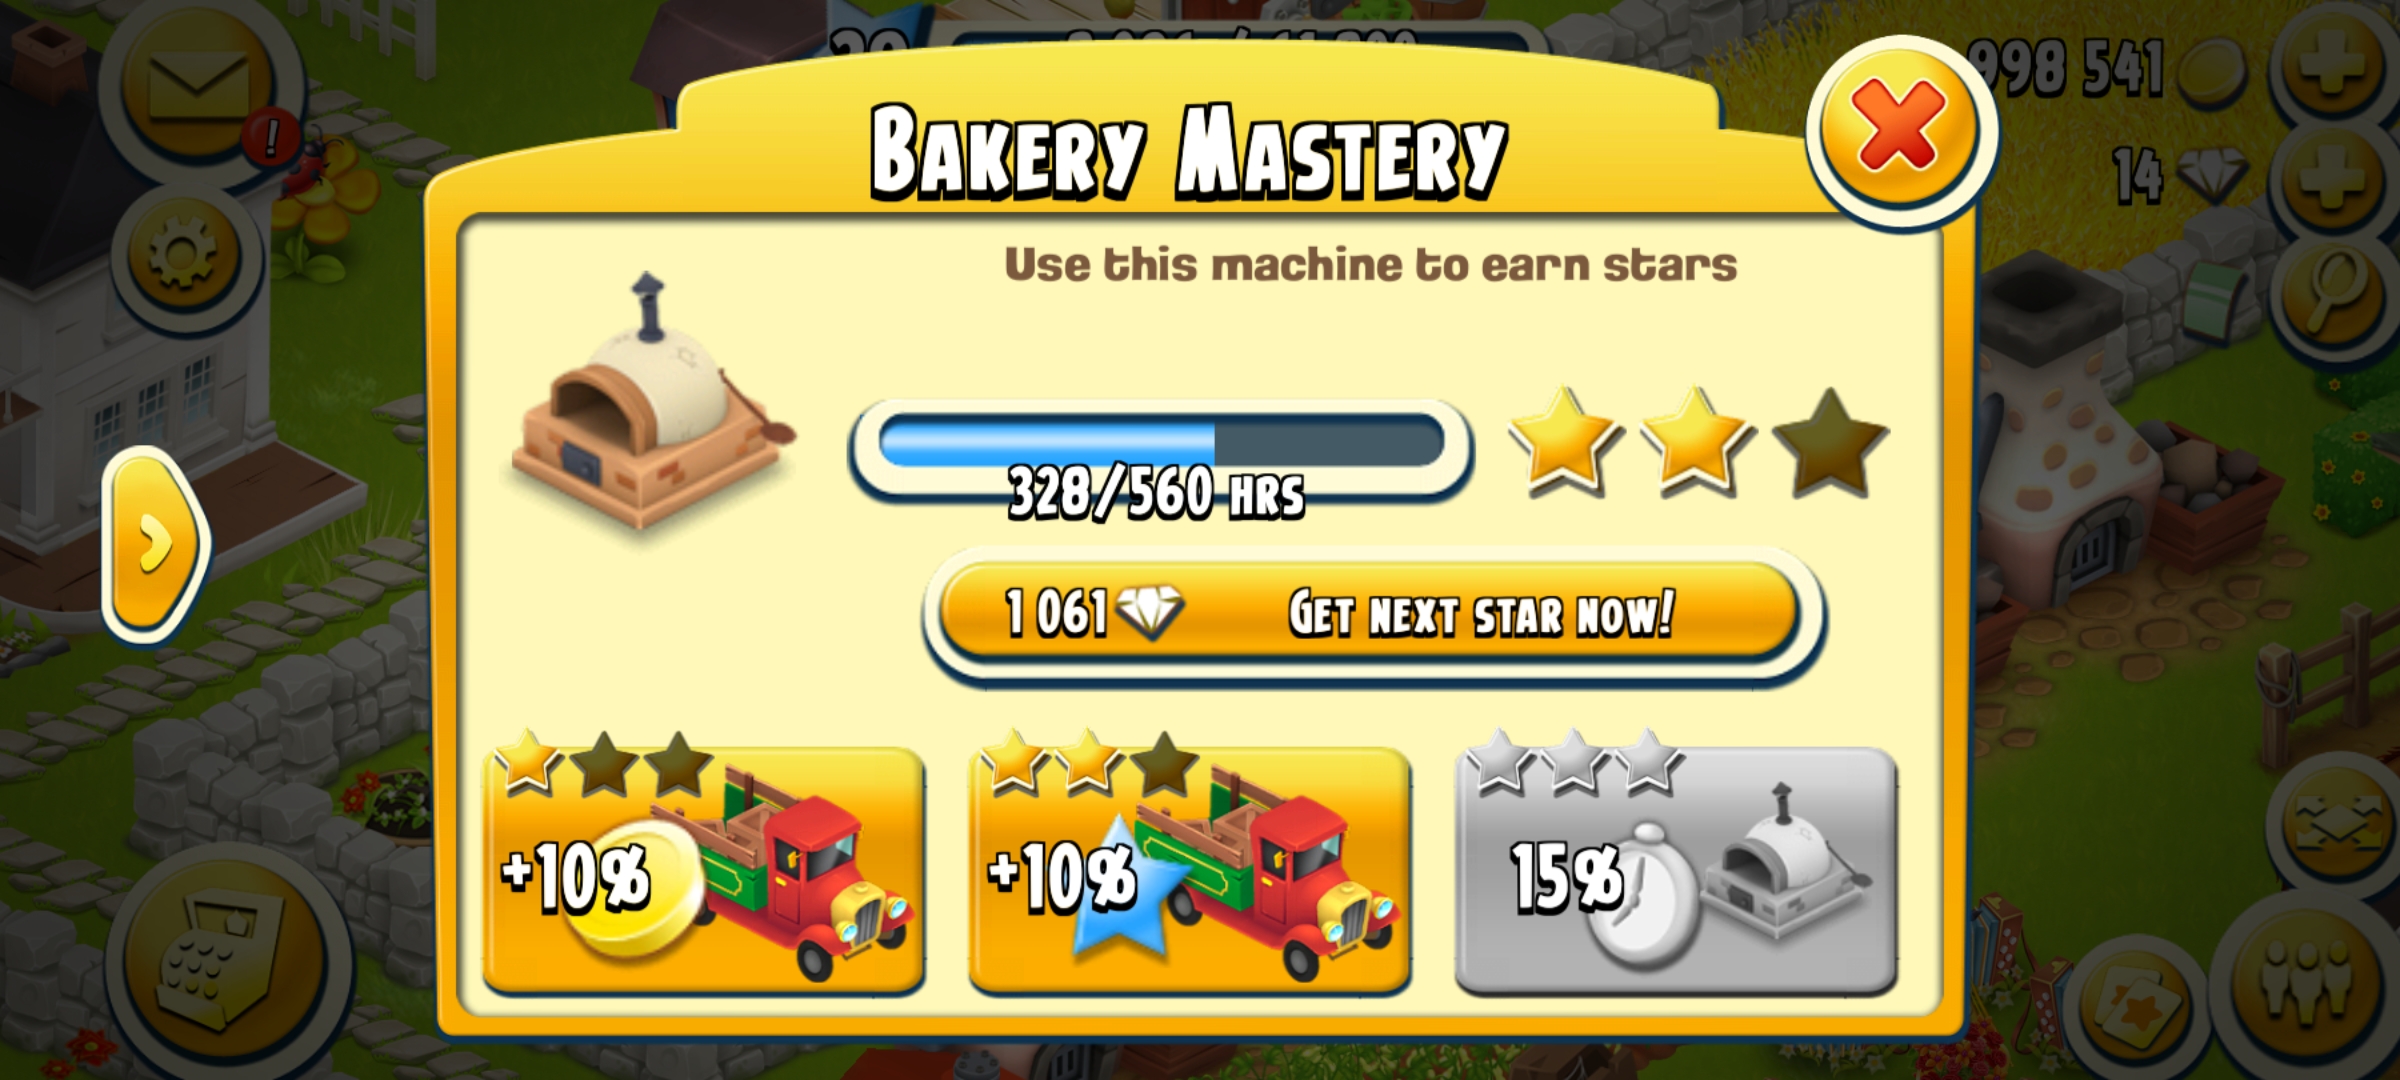 998 541
14
!
BAKERY MASTERY
Use this machine to earn stars
328/560 HRS
1 061 GET NEXT STAR NOW!
+10%
+10%
15%